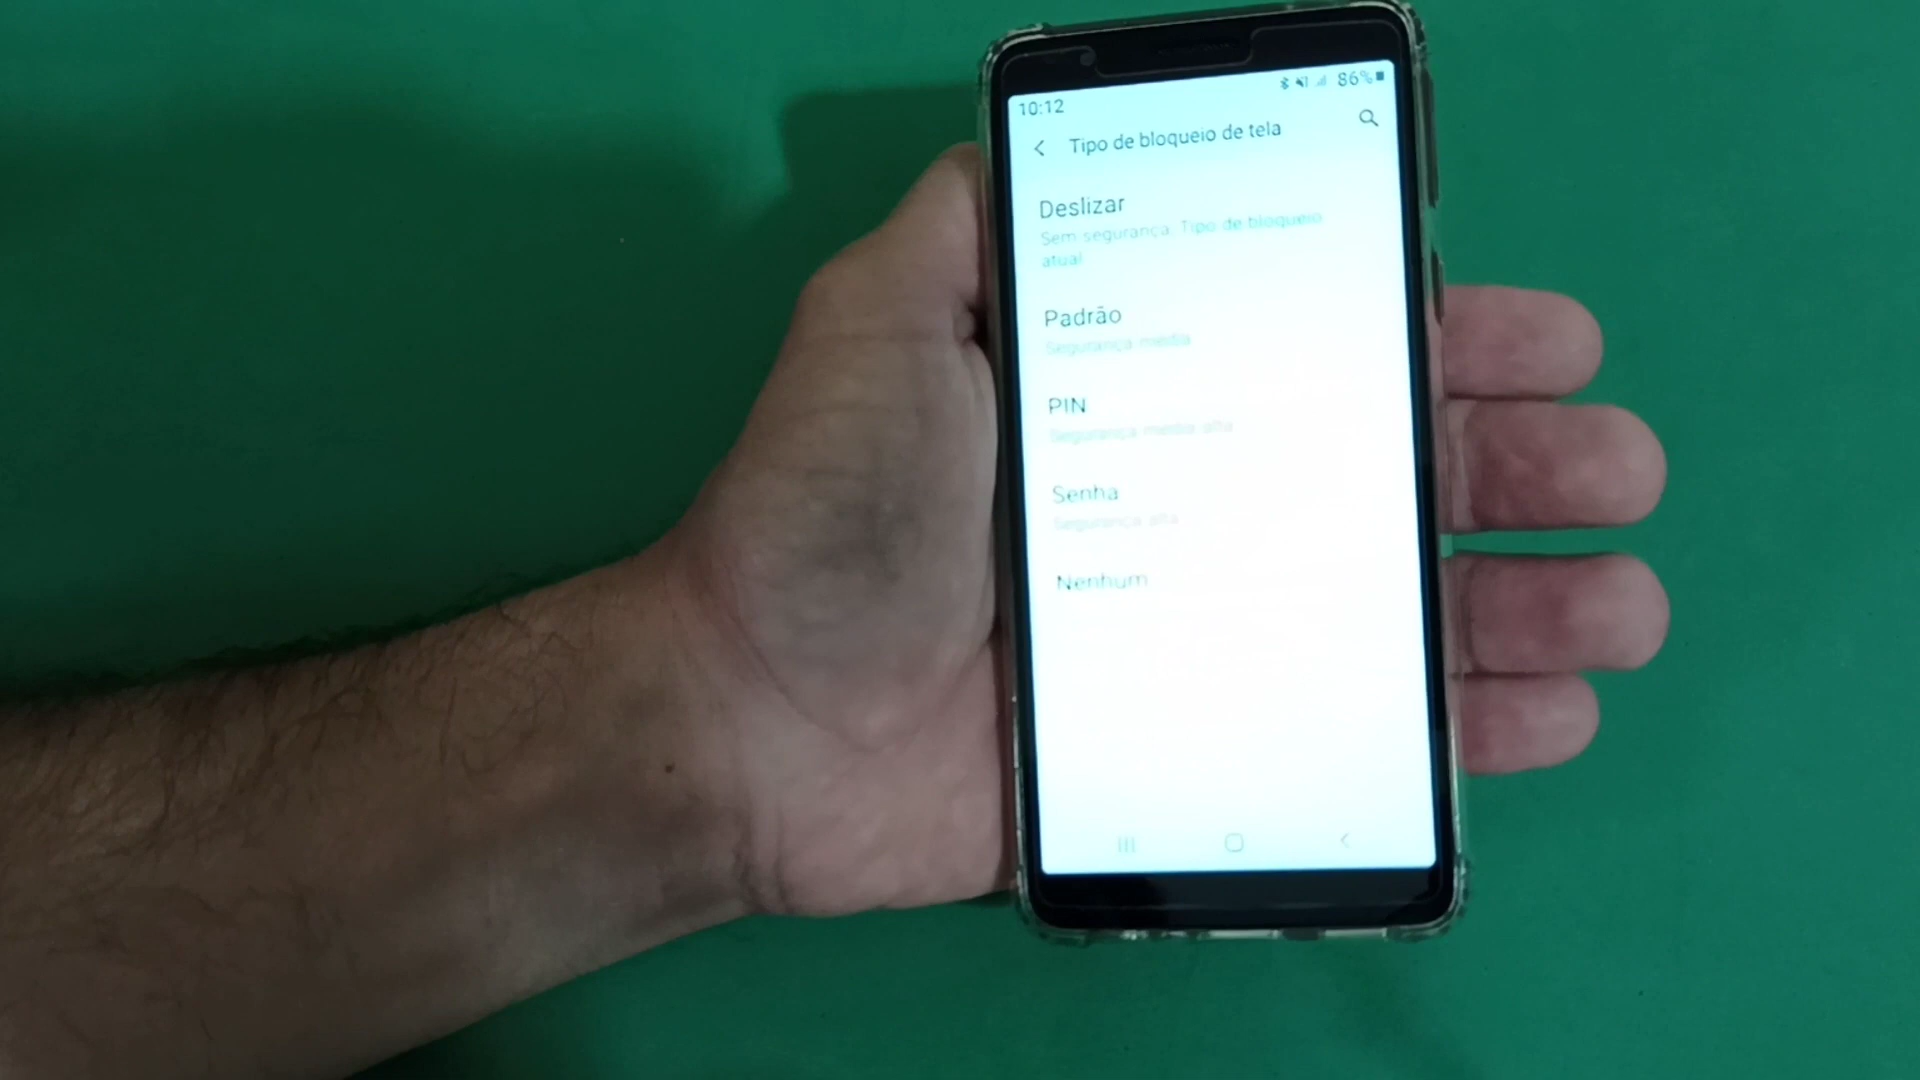 10:12
86%
Tipo de bloqueio de tela
Deslizar
Sem segurança, Tipo de bloqueio
atual
Padrão
Segurança média
PIN
Segurança média alta
Senha
Segurança alta
Nenhum